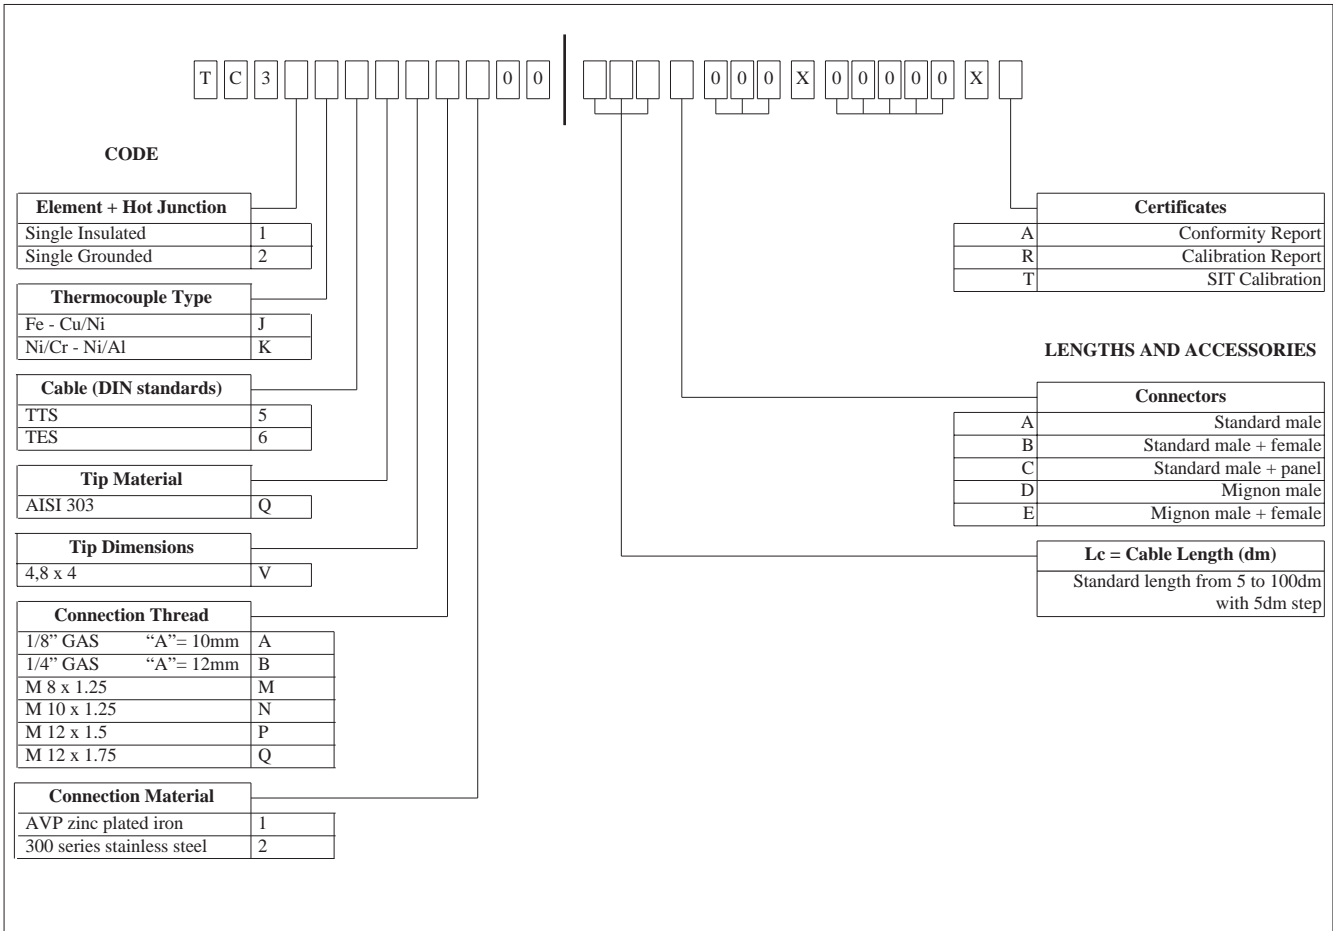 T C 3 0 0 0 0 0 X 0 0 0 0 0 X
CODE
Element + Hot Junction
Single Insulated 1
Single Grounded 2
Thermocouple Type
Fe - Cu/Ni J
Ni/Cr - Ni/Al K
Cable (DIN standards)
TTS 5
TES 6
Tip Material
AISI 303 Q
Tip Dimensions
4,8 x 4 V
Connection Thread
1/8” GAS “A”= 10mm A
1/4” GAS “A”= 12mm B
M 8 x 1.25 M
M 10 x 1.25 N
M 12 x 1.5 P
M 12 x 1.75 Q
Connection Material
AVP zinc plated iron 1
300 series stainless steel 2
Certificates
A Conformity Report
R Calibration Report
T SIT Calibration
LENGTHS AND ACCESSORIES
Connectors
A Standard male
B Standard male + female
C Standard male + panel
D Mignon male
E Mignon male + female
Lc = Cable Length (dm)
Standard length from 5 to 100dm
with 5dm step